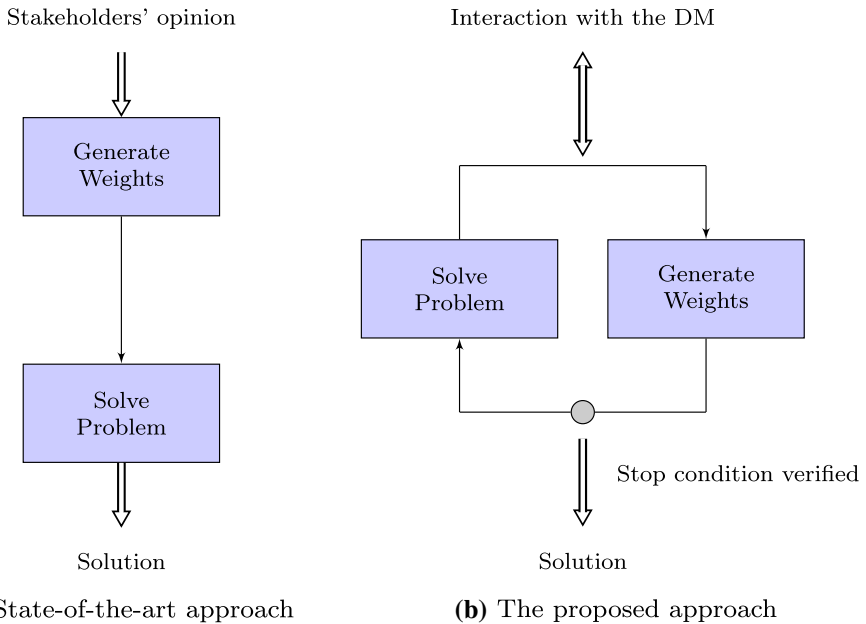 Stakeholders' opinion
Generate
Weights
Solve
Problem
Solution
State-of-the-art approach
Interaction with the DM
Solve
Problem
Generate
Weights
Stop condition verified
Solution
(b) The proposed approach